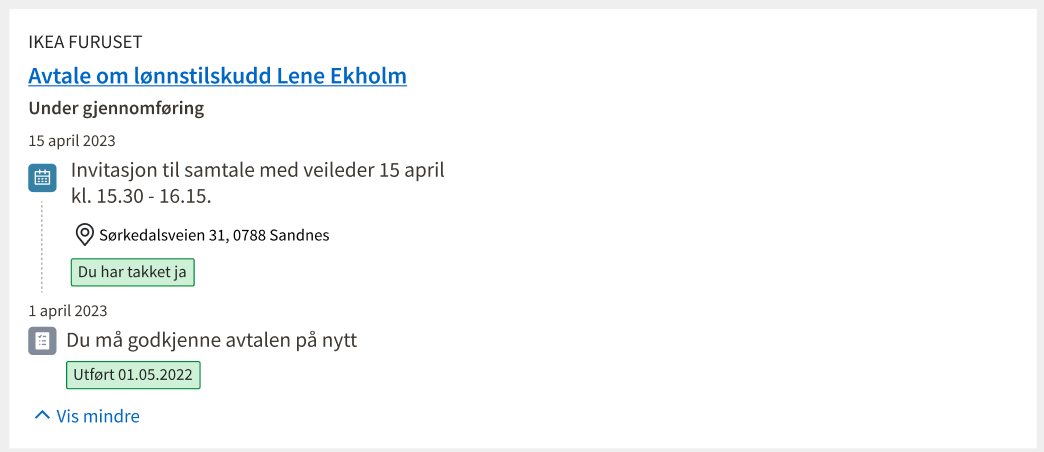 IKEA FURUSET
Avtale om lønnstilskudd Lene Ekholm
Under gjennomføring
15 april 2023
Invitasjon til samtale med veileder 15 april
kl. 15.30 - 16.15.
Sørkedalsveien 31, 0788 Sandnes
Du har takket ja
1 april 2023
Du må godkjenne avtalen på nytt
Utført 01.05.2022
Vis mindre